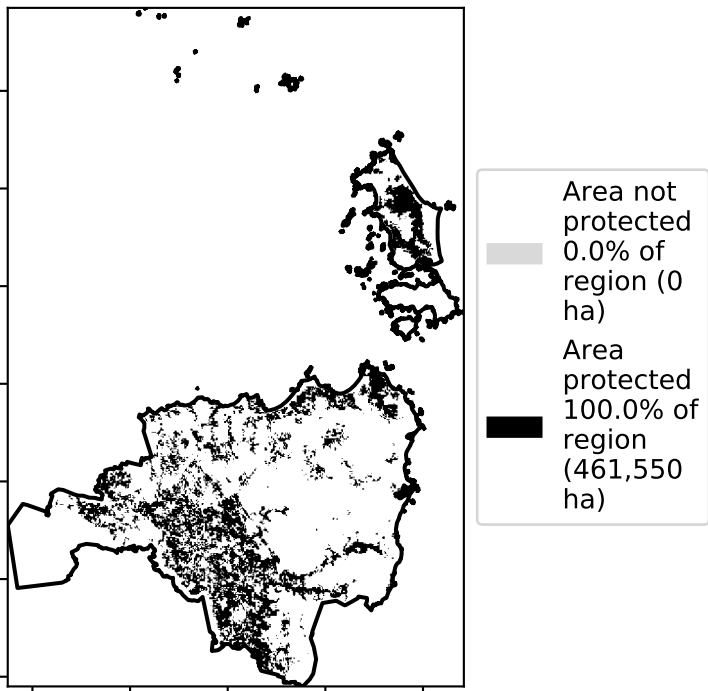 Area not
protected
0.0% of
region (0
ha)
Area
protected
100.0% of
region
(461,550
ha)